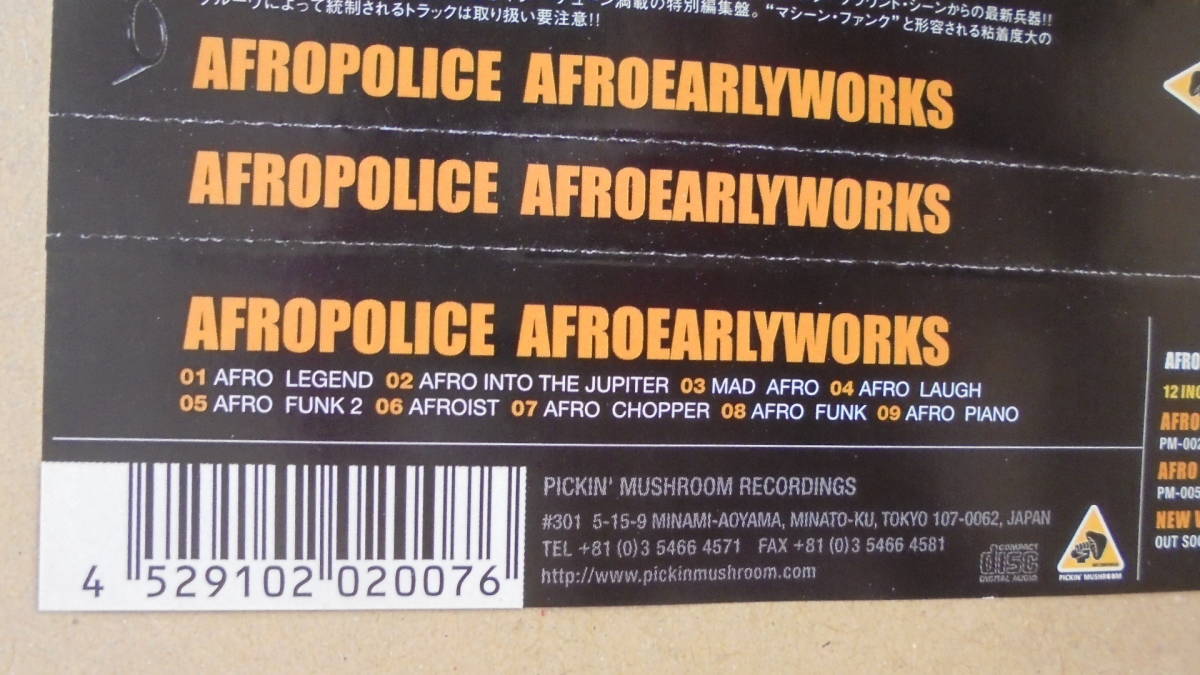 ラウンド・シーンからの最新兵器!!
チューン満載の特別編集盤。“マシーン・ファンク”と形容される粘着度大の
グルーヴによって統制されるトラックは取り扱い要注意!!
AFROPOLICE AFROEARLYWORKS
AFROPOLICE AFROEARLYWORKS
AFROPOLICE AFROEARLYWORKS
01 AFRO LEGEND 02 AFRO INTO THE JUPITER 03 MAD AFRO 04 AFRO LAUGH
05 AFRO FUNK 2 06 AFROIST 07 AFRO CHOPPER 08 AFRO FUNK 09 AFRO PIANO
4 529102 020076
PICKIN' MUSHROOM RECORDINGS
#301 5-15-9 MINAMI-AOYAMA, MINATO-KU, TOKYO 107-0062, JAPAN
TEL +81 (0)3 5466 4571 FAX +81 (0)3 5466 4581
http://www.pickinmushroom.com
COMPACT
disc
DIGITAL AUDIO
PICKIN' MUSHROOM
AFRO
12 INC
AFRO
PM-002
AFRO
PM-005
NEW
OUT SOO